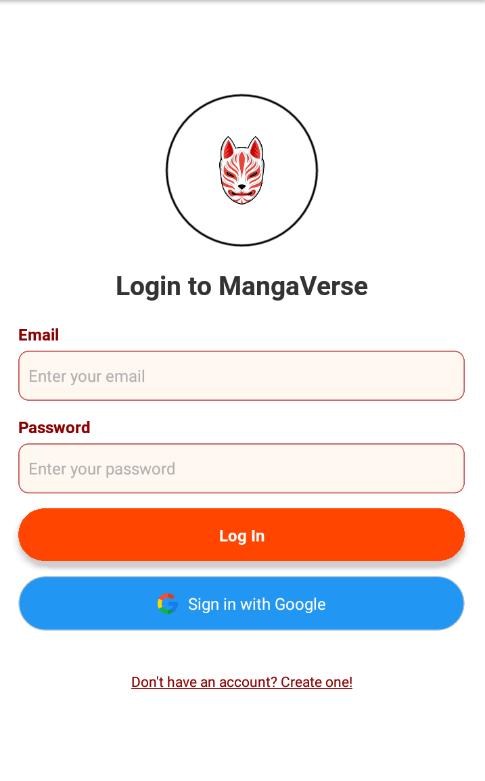 Login to MangaVerse
Email
Enter your email
Password
Enter your password
Log In
Sign in with Google
Don't have an account? Create one!